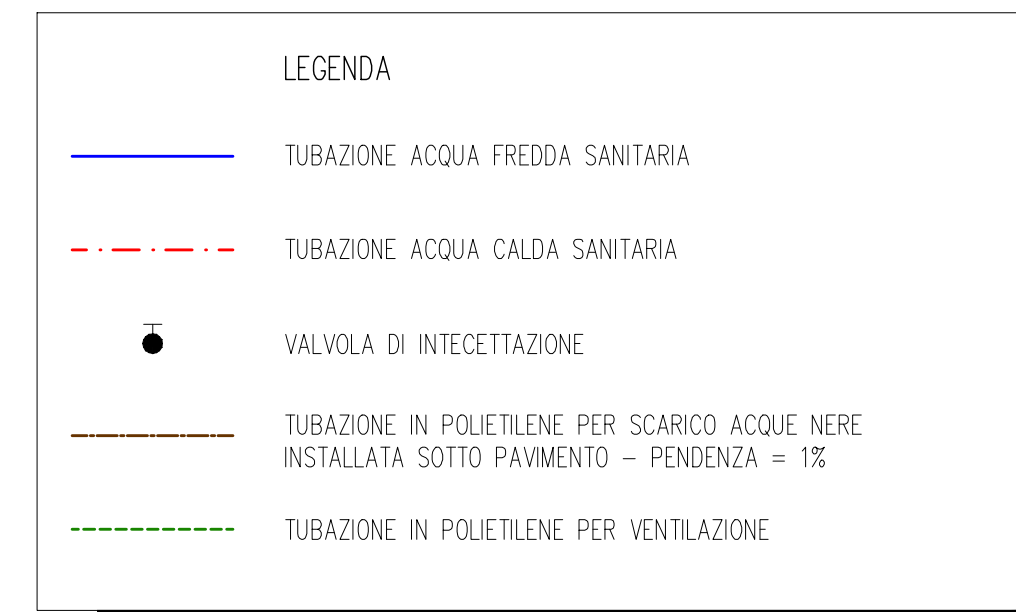 LEGENDA
TUBAZIONE ACQUA FREDDA SANITARIA
TUBAZIONE ACQUA CALDA SANITARIA
VALVOLA DI INTECETTAZIONE
TUBAZIONE IN POLIETILENE PER SCARICO ACQUE NERE
INSTALLATA SOTTO PAVIMENTO – PENDENZA = 1%
TUBAZIONE IN POLIETILENE PER VENTILAZIONE